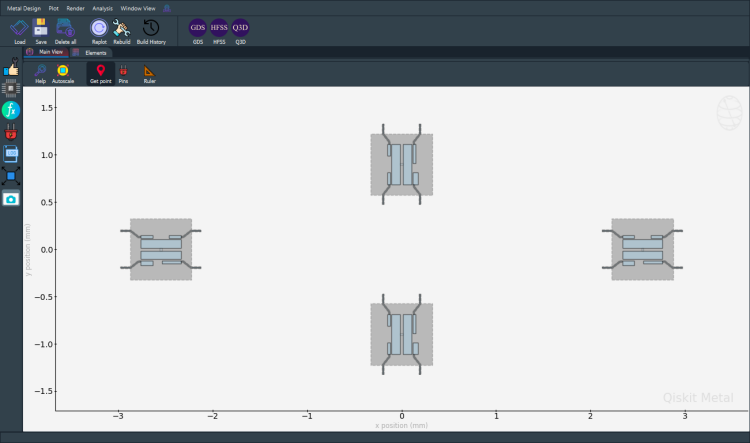 Metal Design Plot Render Analysis Window View
GDS HFSS Q3D
Load Save Delete all Replot Rebuild Build History GDS HFSS Q3D
Main View Elements
Help Autoscale Get point Pins Ruler
1.5
1.0
0.5
0.0
−0.5
−1.0
−1.5
y position (mm)
Qiskit Metal
−3 −2 −1 0 1 2 3
x position (mm)